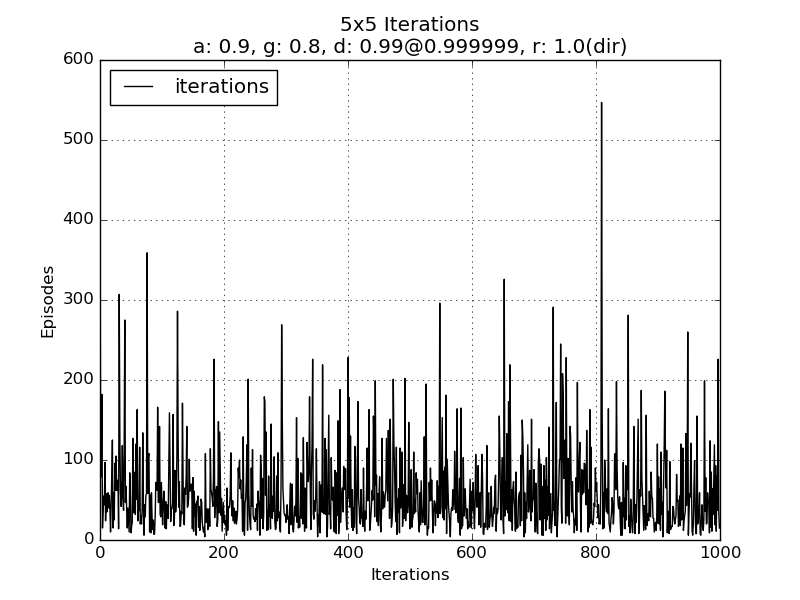 5x5 Iterations
a: 0.9, g: 0.8, d: 0.99@0.999999, r: 1.0(dir)
600
500
400
300
200
100
0
iterations
Episodes
0 200 400 600 800 1000
Iterations